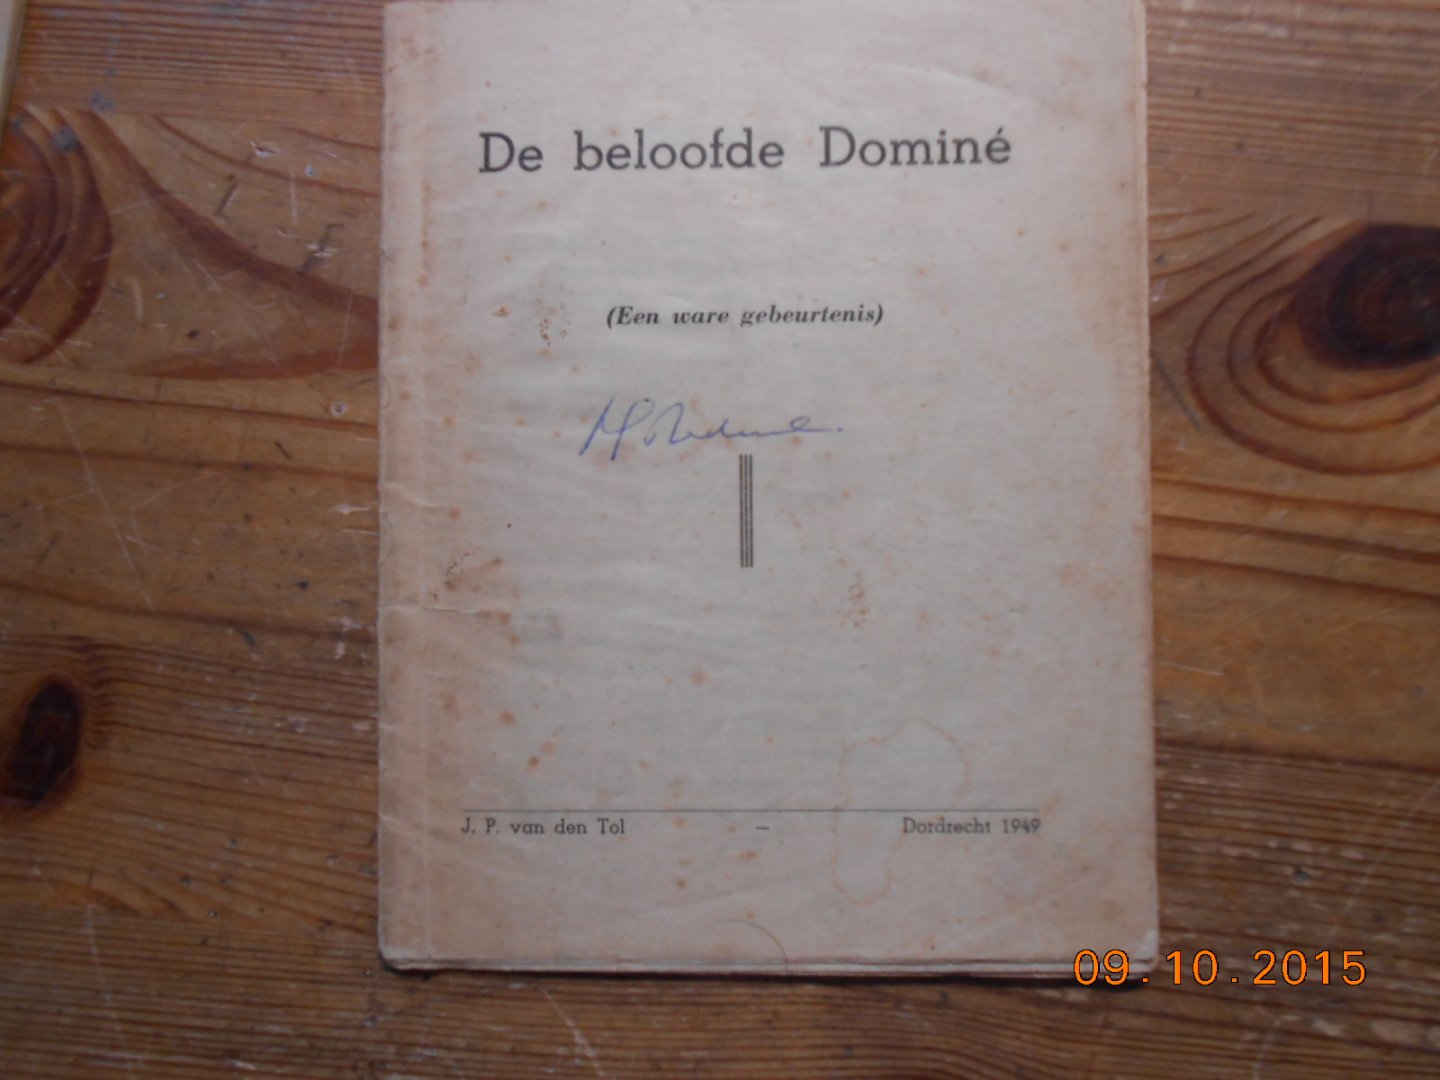 De beloofde Dominé
(Een ware gebeurtenis)
J. P. van den Tol — Dordrecht 1949
09.10.2015